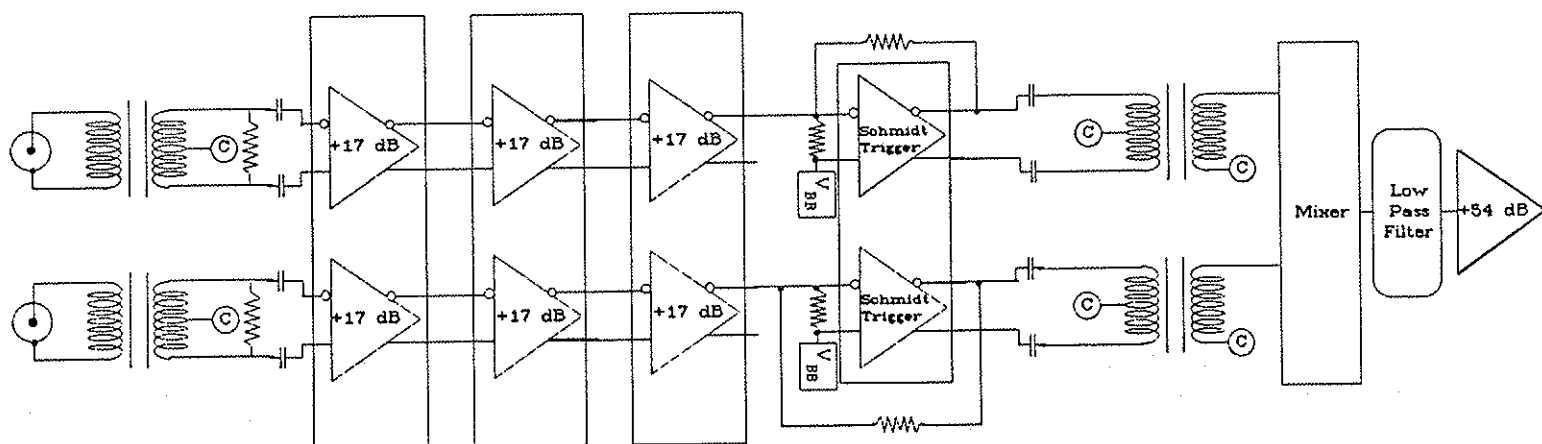 C
+17 dB
+17 dB
+17 dB
Schmidt
Trigger
V
BB
C
C
Mixer
Low
Pass
Filter
+54 dB
C
+17 dB
+17 dB
+17 dB
Schmidt
Trigger
V
BB
C
C